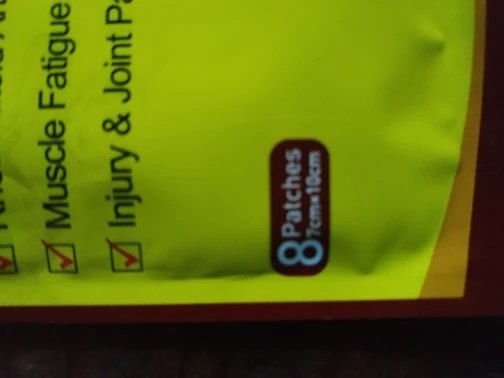 Muscle Fatigue
Injury & Joint Pa
8 Patches
7cm×10cm